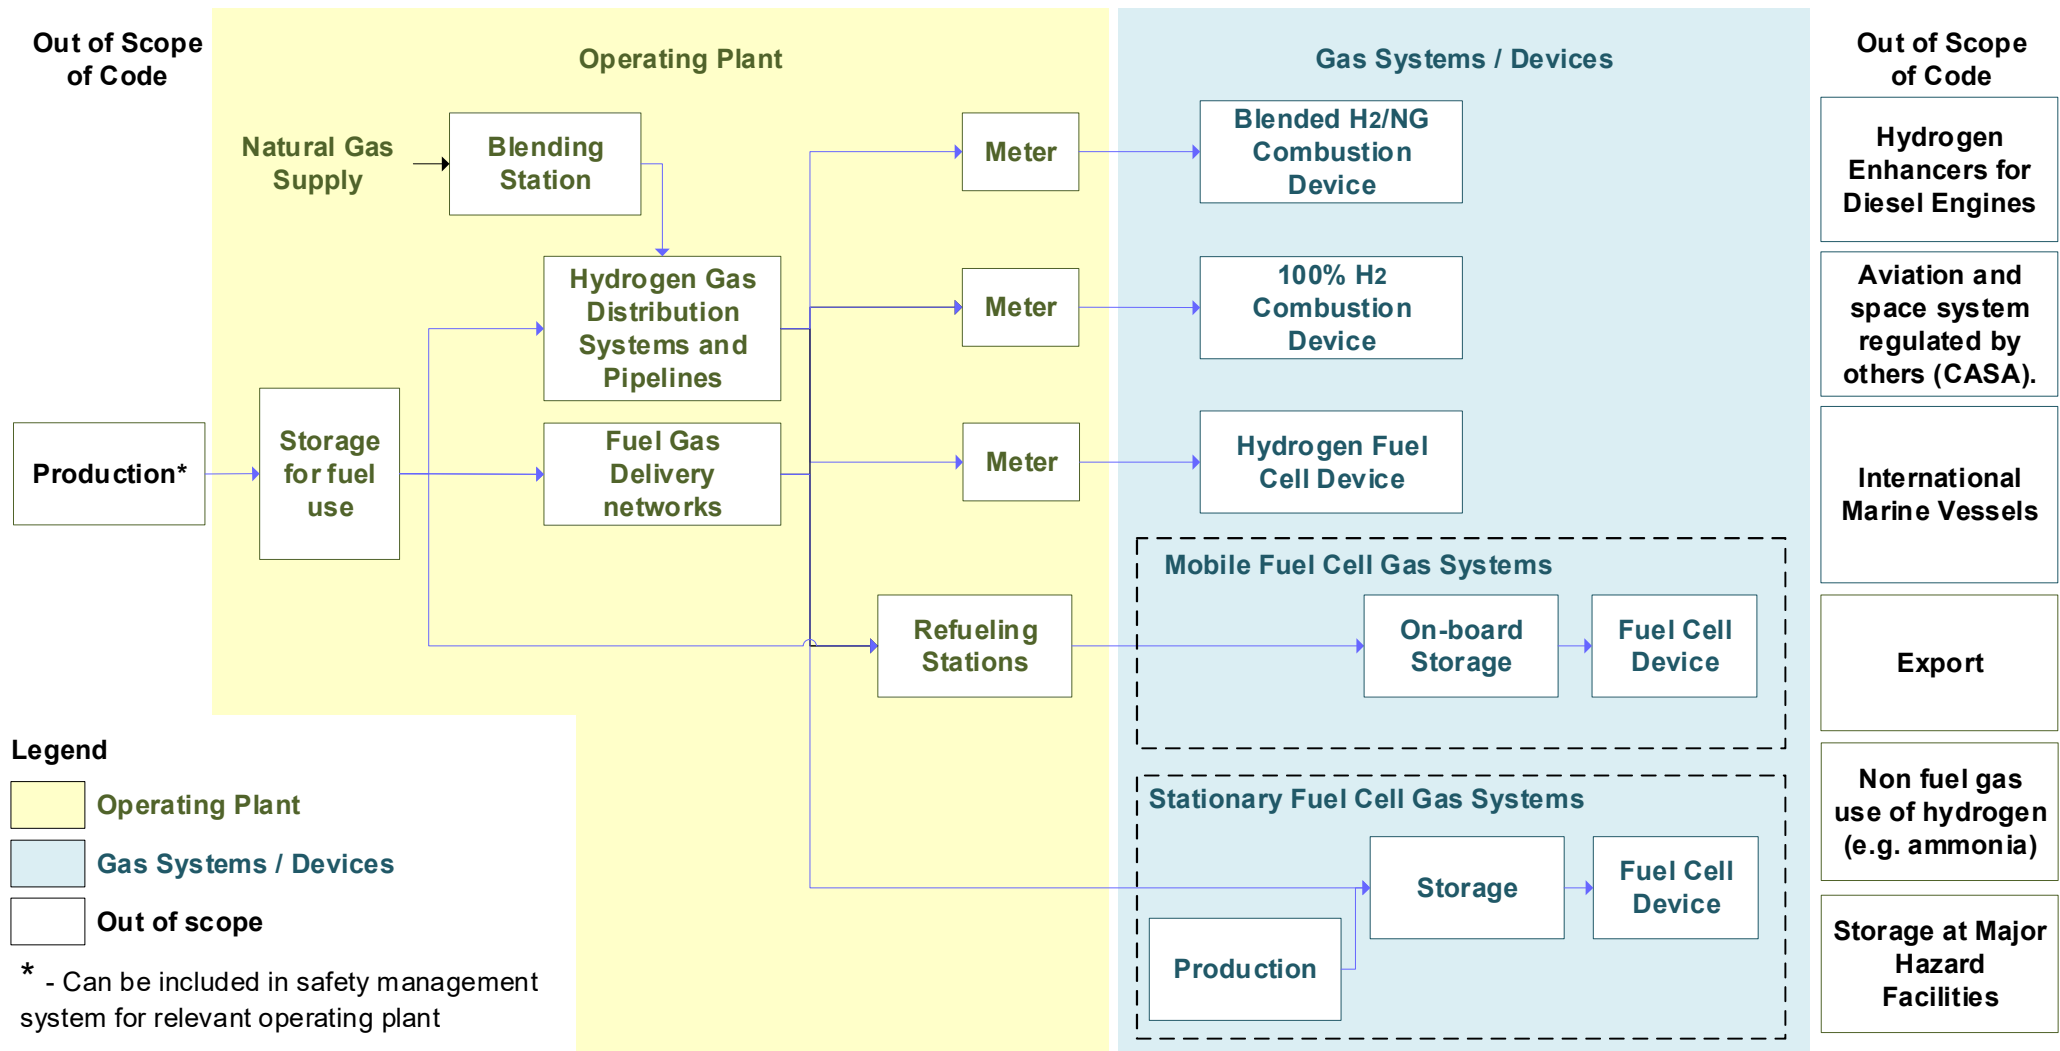 Out of Scope
of Code
Operating Plant
Gas Systems / Devices
Out of Scope
of Code
Natural Gas
Supply
Blending
Station
Meter
Blended H2/NG
Combustion
Device
Hydrogen
Enhancers for
Diesel Engines
Hydrogen Gas
Distribution
Systems and
Pipelines
Meter
100% H2
Combustion
Device
Aviation and
space system
regulated by
others (CASA).
Production*
Storage
for fuel
use
Fuel Gas
Delivery
networks
Meter
Hydrogen Fuel
Cell Device
International
Marine Vessels
Mobile Fuel Cell Gas Systems
Refueling
Stations
On-board
Storage
Fuel Cell
Device
Export
Legend
Operating Plant
Gas Systems / Devices
Out of scope
* - Can be included in safety management
system for relevant operating plant
Stationary Fuel Cell Gas Systems
Storage
Fuel Cell
Device
Production
Non fuel gas
use of hydrogen
(e.g. ammonia)
Storage at Major
Hazard
Facilities